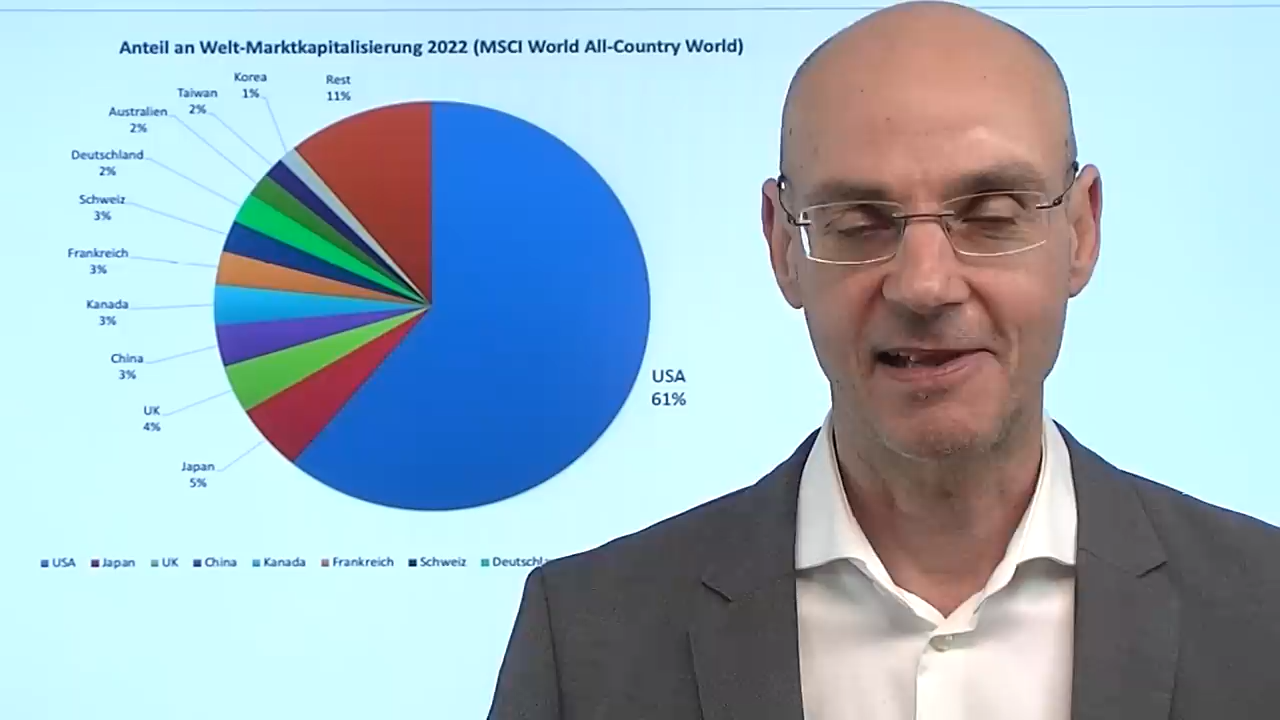 Anteil an Welt-Marktkapitalisierung 2022 (MSCI World All-Country World)
Korea
1%
Rest
11%
Taiwan
2%
Australien
2%
Deutschland
2%
Schweiz
3%
Frankreich
3%
Kanada
3%
China
3%
UK
4%
Japan
5%
USA
61%
USA Japan UK China Kanada Frankreich Schweiz Deutschla